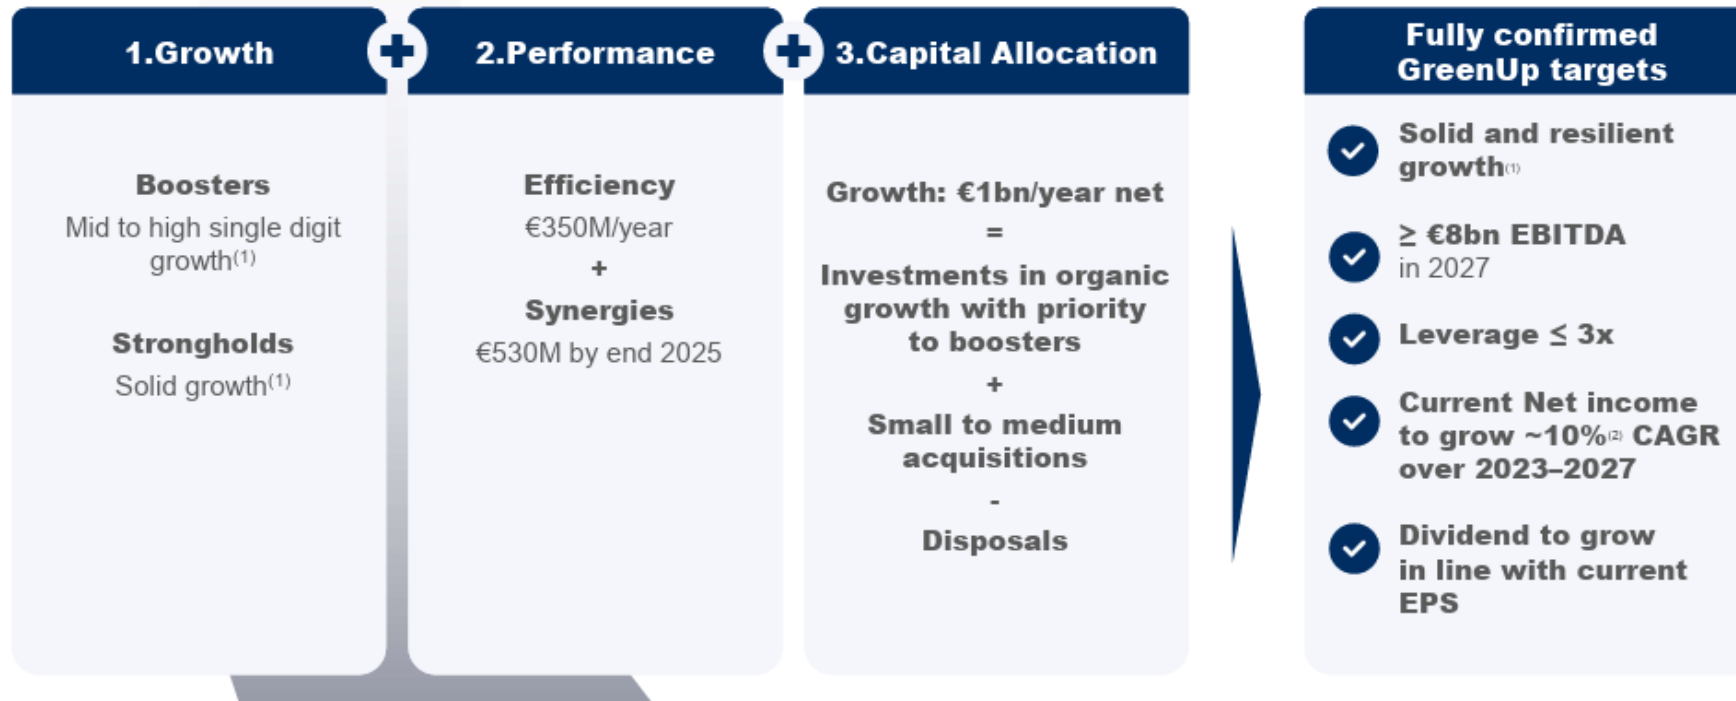 1.Growth
Boosters
Mid to high single digit
growth(1)
Strongholds
Solid growth(1)
2.Performance
Efficiency
€350M/year
+
Synergies
€530M by end 2025
3.Capital Allocation
Growth: €1bn/year net
=
Investments in organic
growth with priority
to boosters
+
Small to medium
acquisitions
-
Disposals
Fully confirmed
GreenUp targets
Solid and resilient
growth(1)
≥ €8bn EBITDA
in 2027
Leverage ≤ 3x
Current Net income
to grow ~10%(2) CAGR
over 2023–2027
Dividend to grow
in line with current
EPS